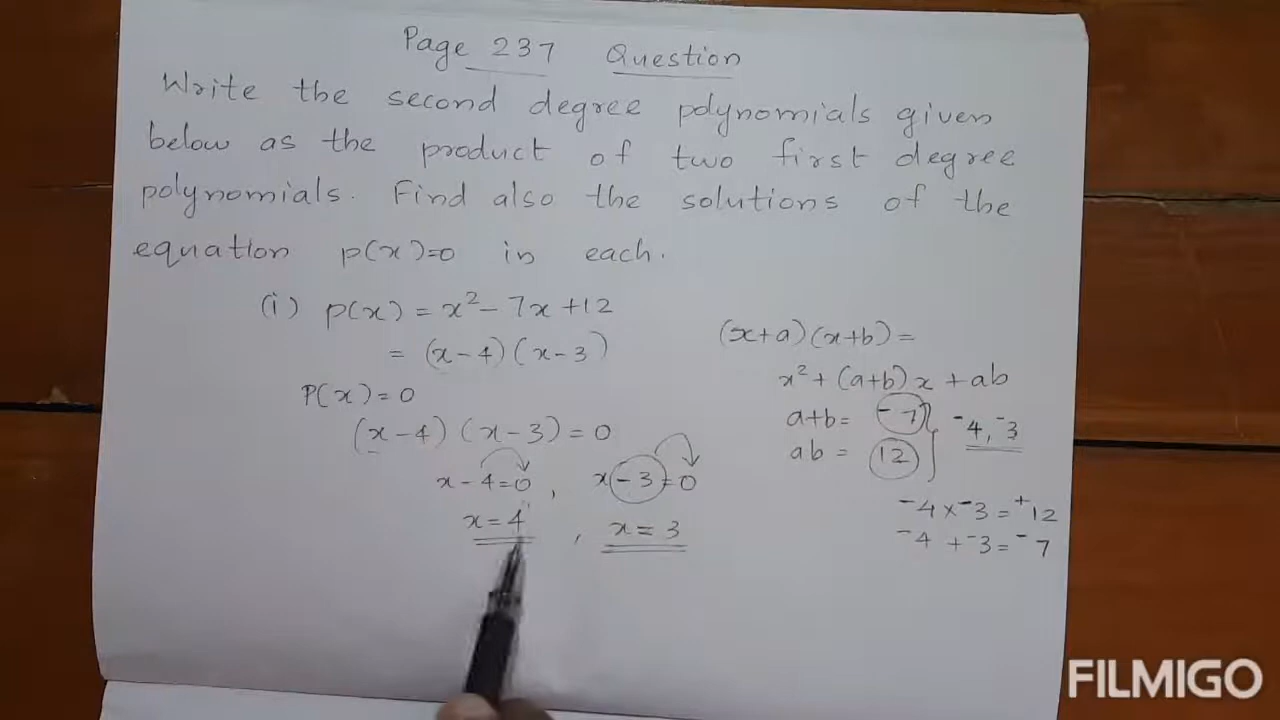 Page 237 Question
Write the second degree polynomials given
below as the product of two first degree
polynomials. Find also the solutions of the
equation p(x)=0 in each.
(i) p(x) = x² - 7x + 12
= (x-4)(x-3)
P(x) = 0
(x-4) (x-3) = 0
x-4=0, x-3=0
x=4, x=3
(x+a)(x+b) =
x² + (a+b)x + ab
a+b = ⁻7
ab = 12
⁻4, ⁻3
⁻4 × ⁻3 = ⁺12
⁻4 + ⁻3 = ⁻7
FILMIGO